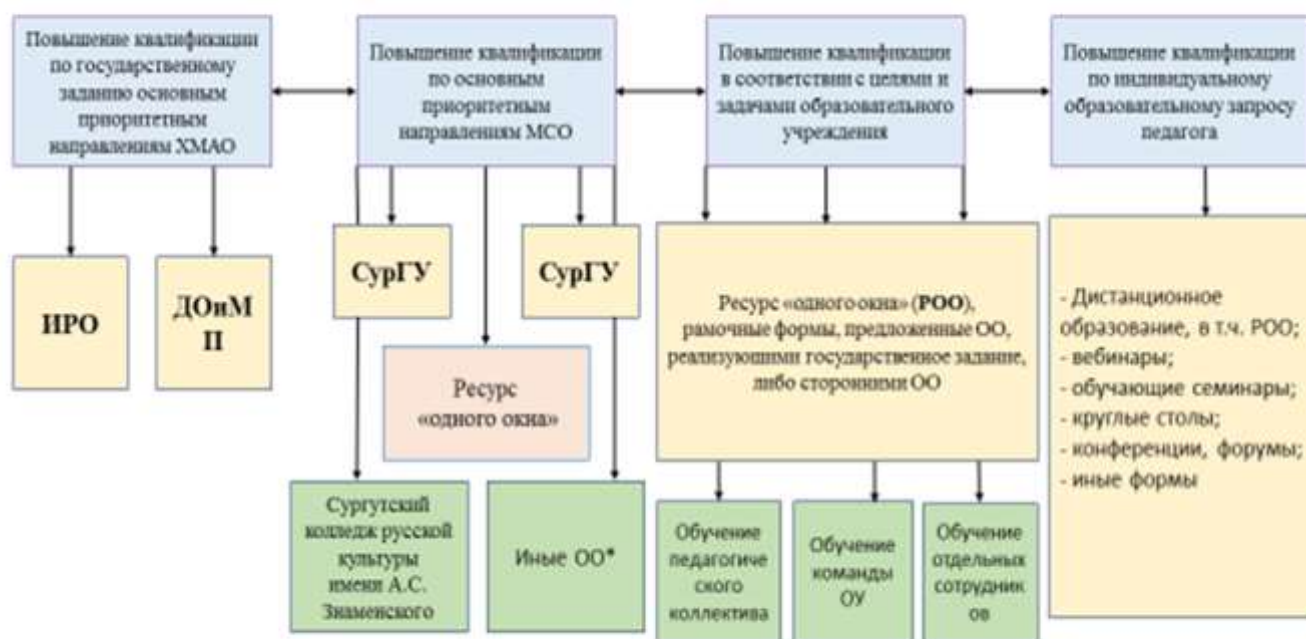 Повышение квалификации
по государственному
заданию основным
приоритетным
направлениям ХМАО
Повышение квалификации
по основным
приоритетным
направлениям МСО
Повышение квалификации
в соответствии с целями и
задачами образовательного
учреждения
Повышение квалификации
по индивидуальному
образовательному запросу
педагога
ИРО
ДОиМ
П
СурГУ
СурГУ
Ресурс
«одного окна»
Ресурс «одного окна» (РОО),
рамочные формы, предложенные ОО,
реализующими государственное задание,
либо сторонними ОО
- Дистанционное
образование, в т.ч. РОО;
- вебинары;
- обучающие семинары;
- круглые столы;
- конференции, форумы;
- иные формы
Сургутский
колледж русской
культуры
имени А.С.
Знаменского
Иные ОО*
Обучение
педагогиче
ского
коллектива
Обучение
команды
ОУ
Обучение
отдельных
сотрудник
ов